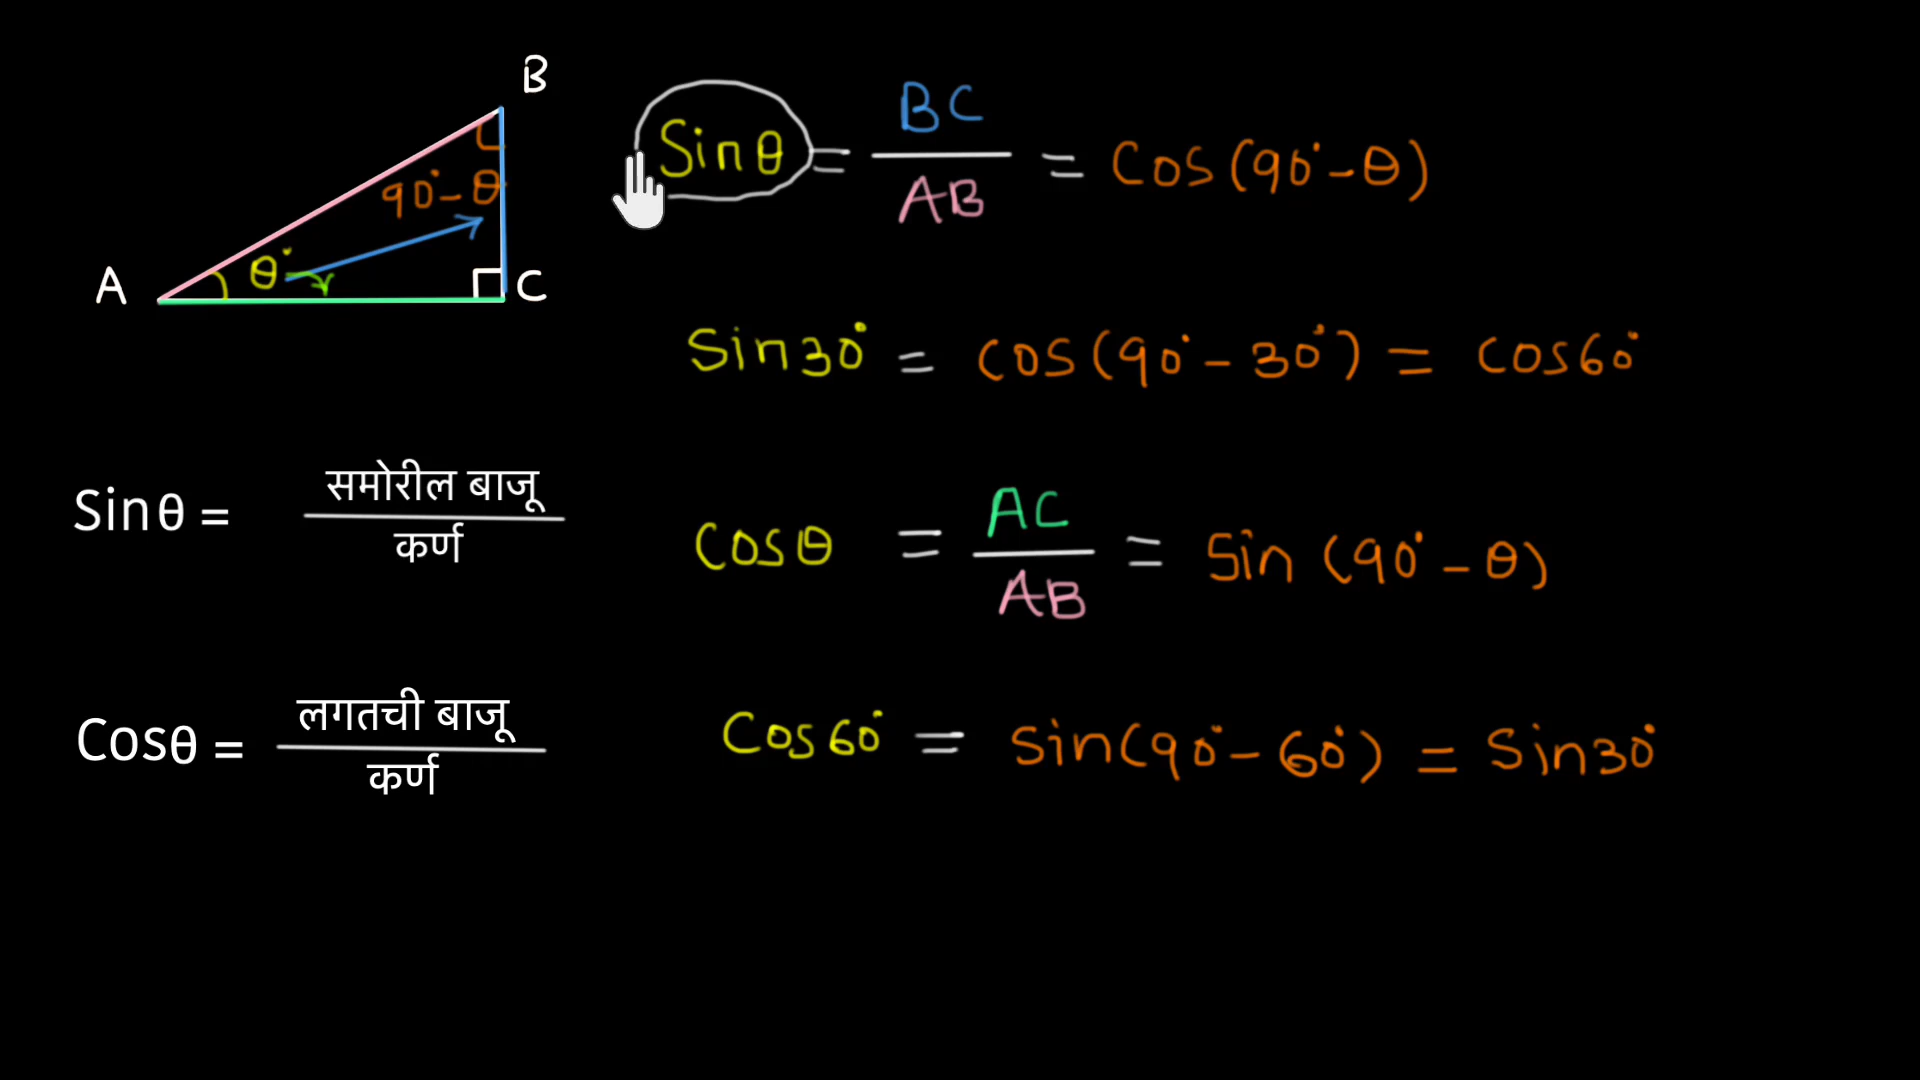 B
90° - θ
θ°
A
C
Sinθ = BC / AB = Cos(90° - θ)
Sin30° = cos(90° - 30°) = cos60°
Sinθ = समोरील बाजू / कर्ण
Cosθ = AC / AB = Sin (90° - θ)
Cosθ = लगतची बाजू / कर्ण
Cos60° = Sin(90° - 60°) = Sin30°